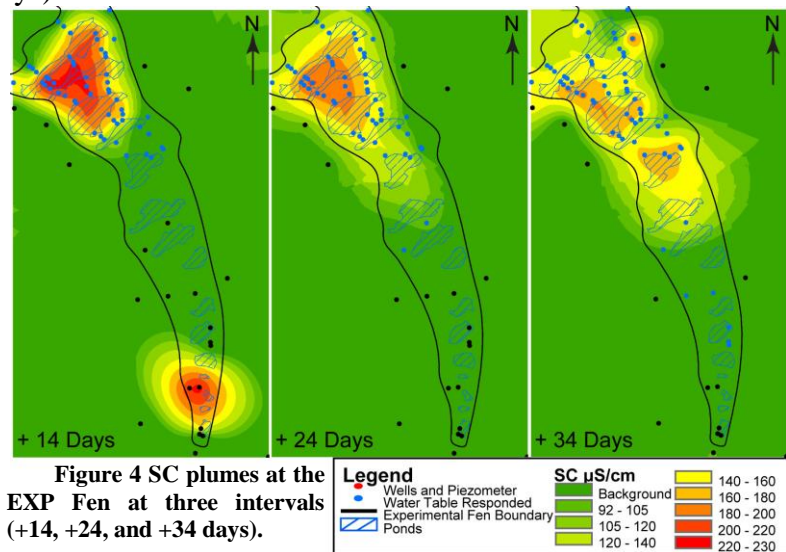 N
N
N
+ 14 Days
+ 24 Days
+ 34 Days
Figure 4 SC plumes at the
EXP Fen at three intervals
(+14, +24, and +34 days).
Legend
Wells and Piezometer
Water Table Responded
Experimental Fen Boundary
Ponds
SC µS/cm
Background
92 - 105
105 - 120
120 - 140
140 - 160
160 - 180
180 - 200
200 - 220
220 - 230